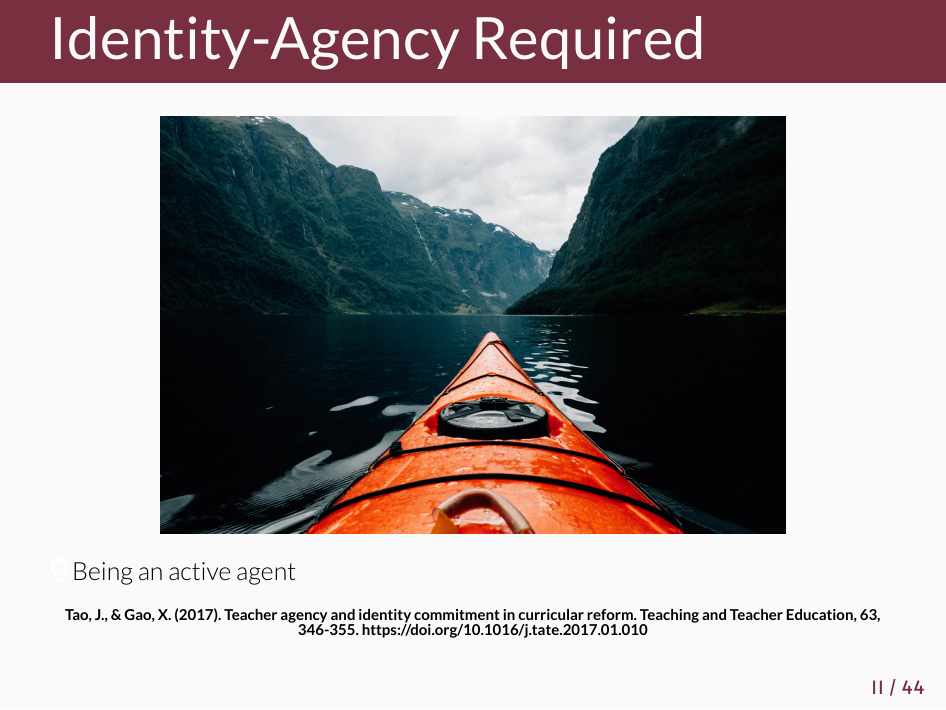 Identity-Agency Required
Being an active agent
Tao, J., & Gao, X. (2017). Teacher agency and identity commitment in curricular reform. Teaching and Teacher Education, 63,
346-355. https://doi.org/10.1016/j.tate.2017.01.010
11 / 44